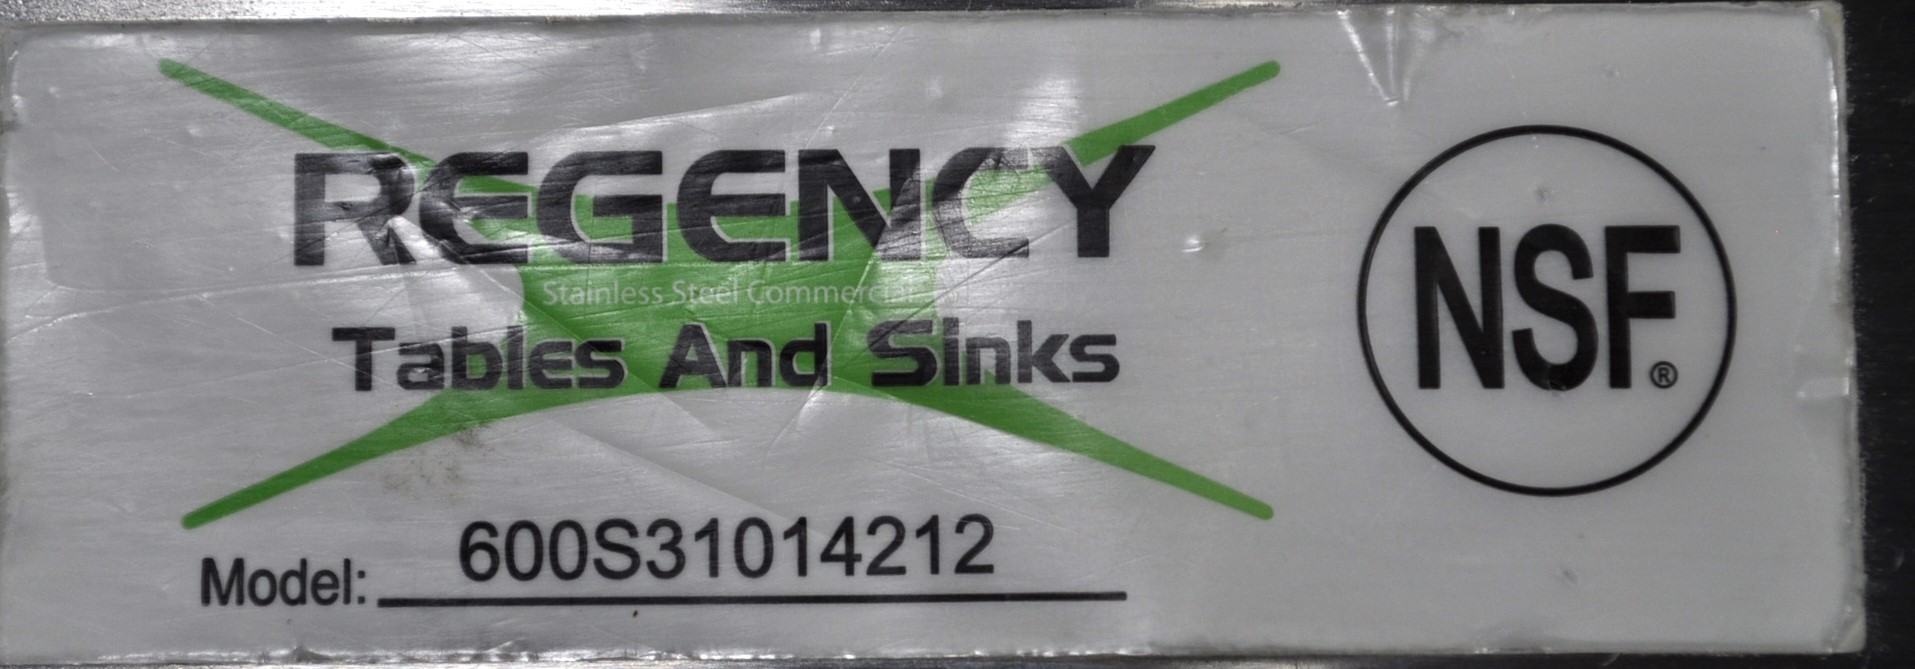 REGENCY
Stainless Steel Commercial
Tables And Sinks
NSF®
Model: 600S31014212